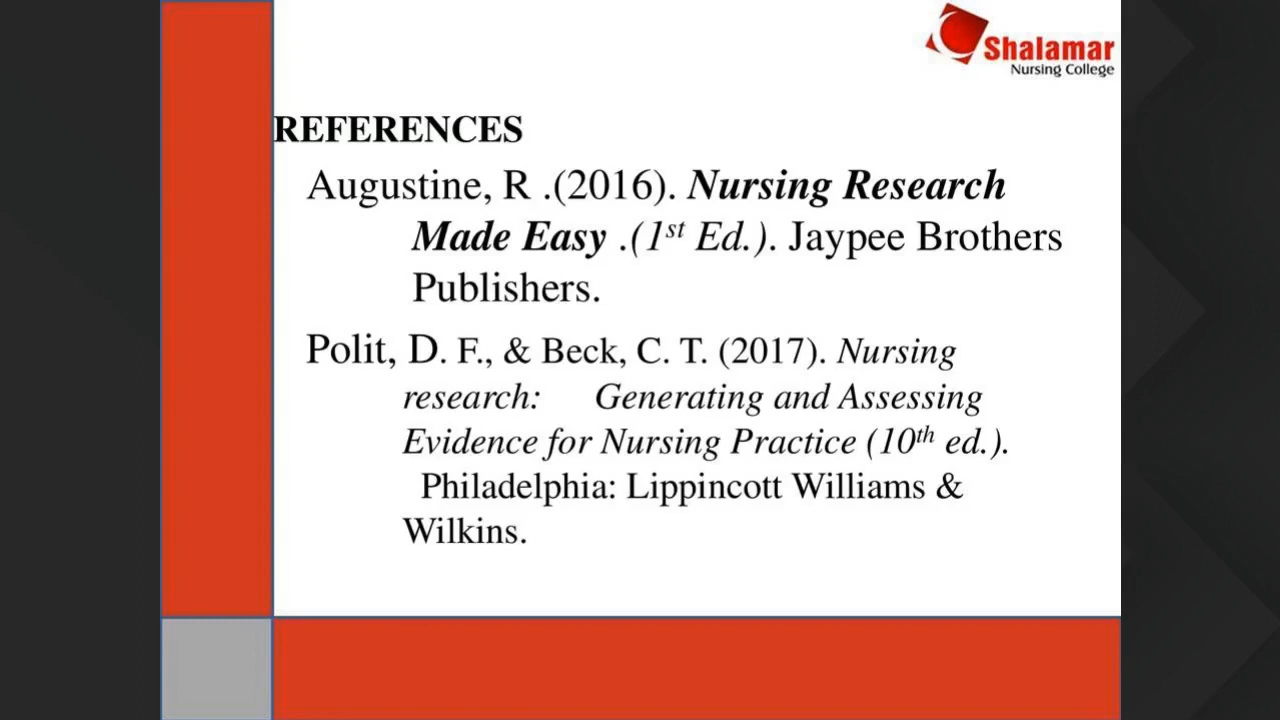 Shalamar
Nursing College
REFERENCES
Augustine, R .(2016). Nursing Research
Made Easy .(1st Ed.). Jaypee Brothers
Publishers.
Polit, D. F., & Beck, C. T. (2017). Nursing
research: Generating and Assessing
Evidence for Nursing Practice (10th ed.).
Philadelphia: Lippincott Williams &
Wilkins.